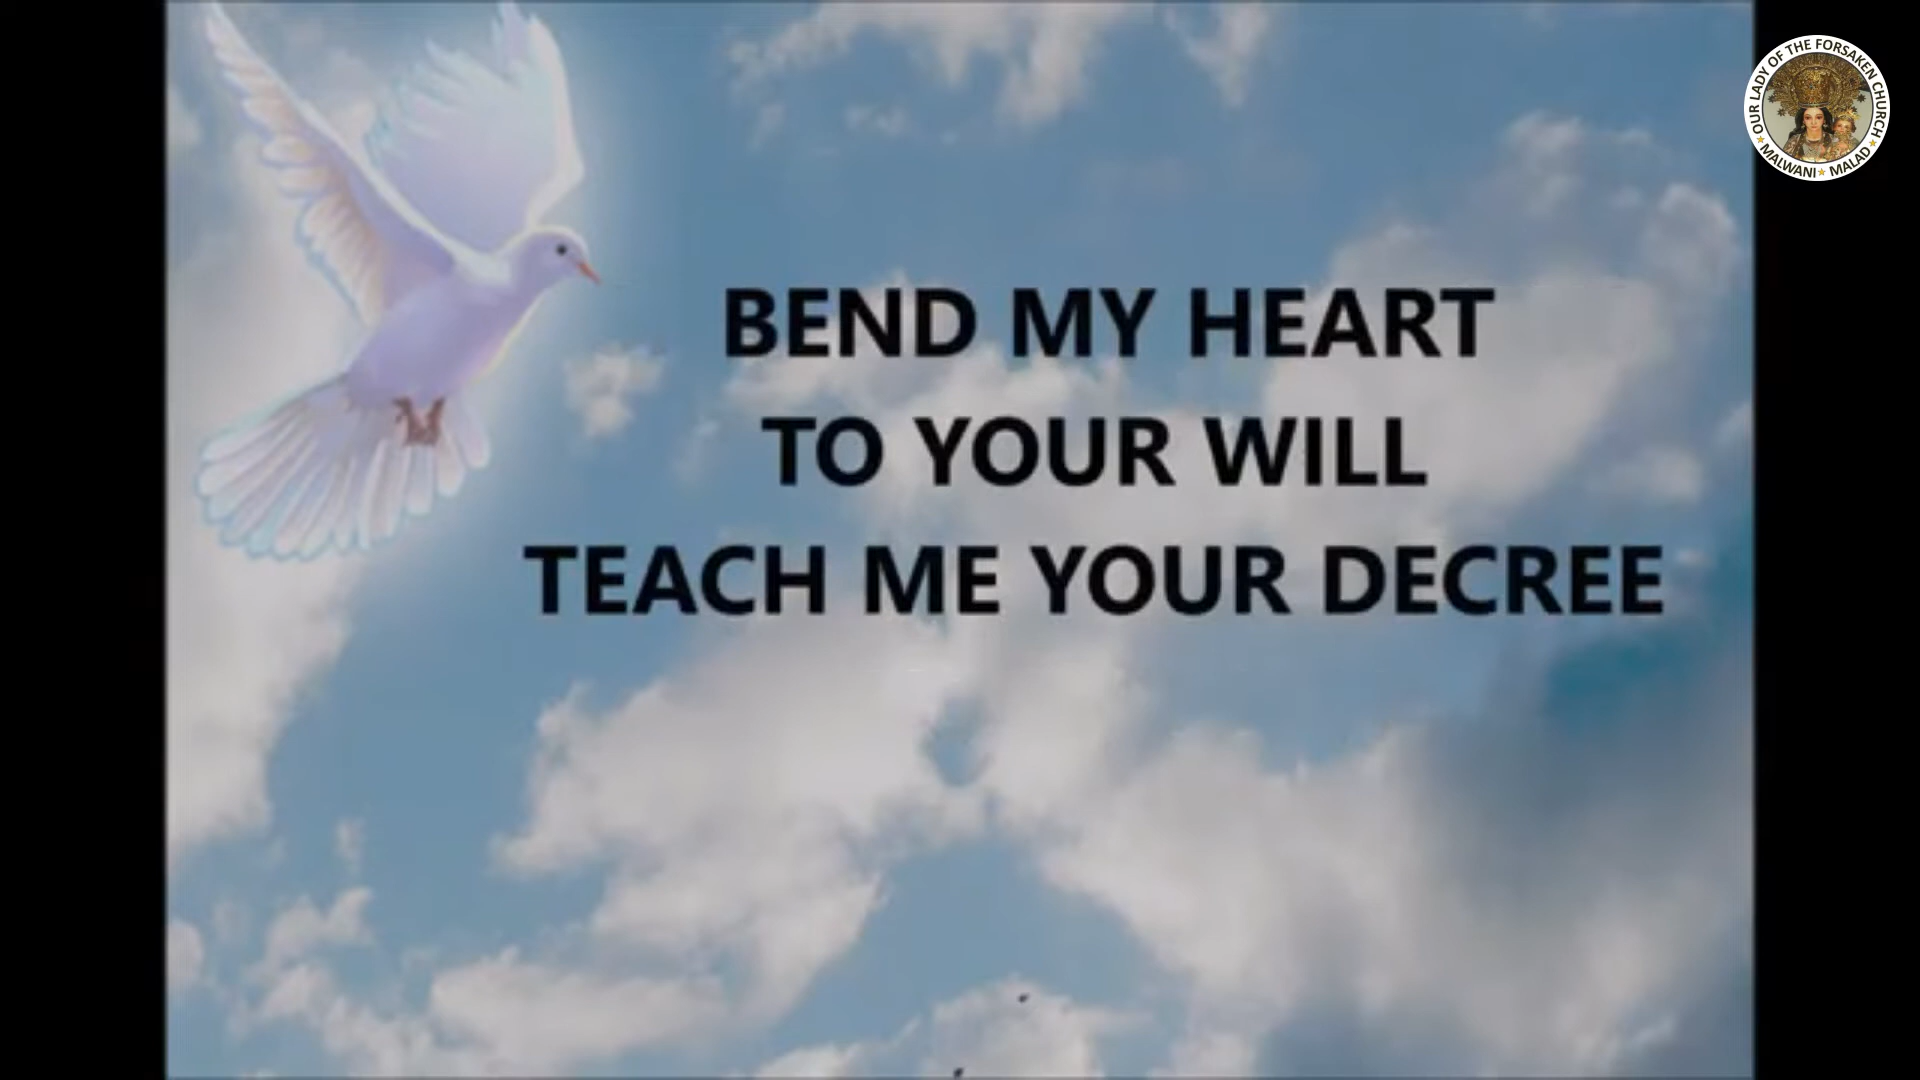 BEND MY HEART
TO YOUR WILL
TEACH ME YOUR DECREE
OUR LADY OF THE FORSAKEN CHURCH
MALWANI MALAD